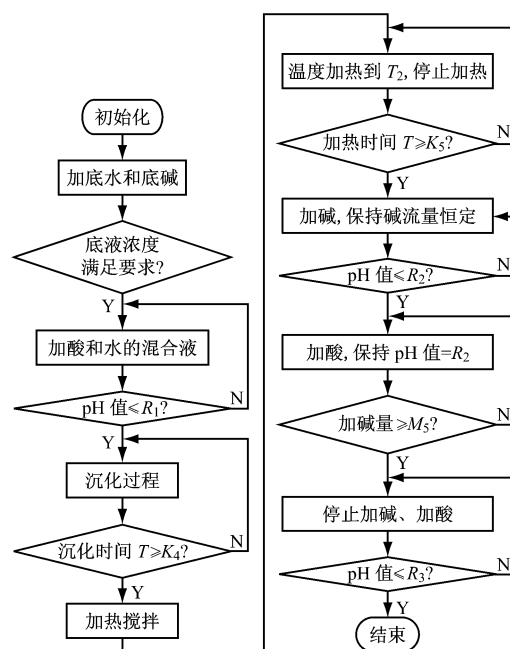 初始化
加底水和底碱
底液浓度
满足要求?
Y
加酸和水的混合液
pH 值≤R₁?
N
Y
沉化过程
沉化时间 T≥K₄?
N
Y
加热搅拌
温度加热到 T₂,停止加热
加热时间 T≥K₅?
N
Y
加碱,保持碱流量恒定
pH 值≤R₂?
N
Y
加酸,保持 pH 值=R₂
加碱量≥M₅?
N
Y
停止加碱、加酸
pH 值≤R₃?
N
Y
结束